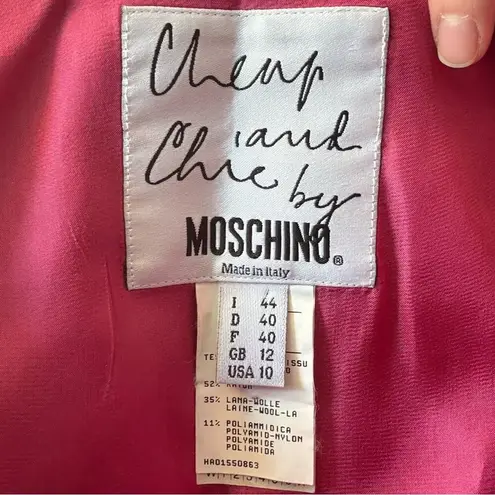 Cheap
and
Chic by
MOSCHINO®
Made in Italy
I 44
D 40
F 40
GB 12
USA 10
52%
35% LANA-WOLLE
LAINE-WOOL-LA
11% POLIAMMIDICA
POLYAMID-NYLON
POLYAMIDE
POLIAMIDA
HA01550863